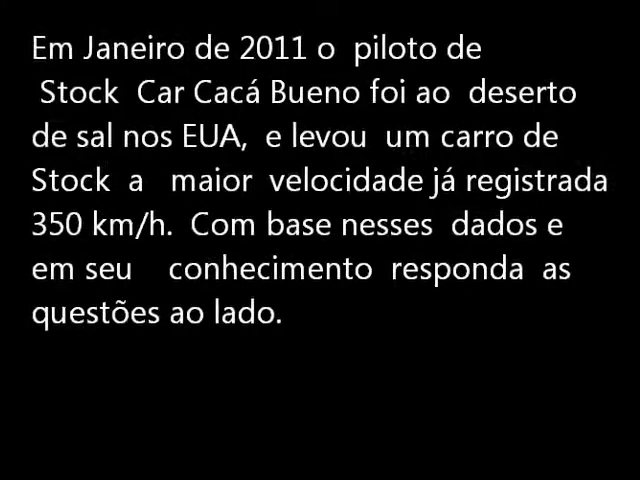 Em Janeiro de 2011 o piloto de
Stock Car Cacá Bueno foi ao deserto
de sal nos EUA, e levou um carro de
Stock a maior velocidade já registrada
350 km/h. Com base nesses dados e
em seu conhecimento responda as
questões ao lado.